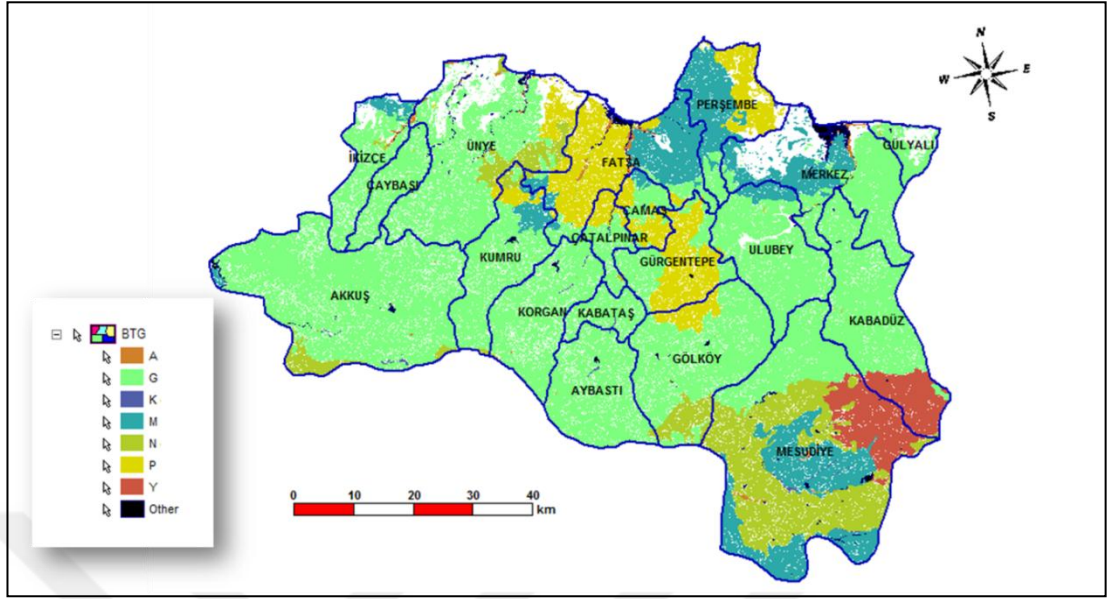 N
W E
S
PERŞEMBE
GÜLYALI
ÜNYE
İKİZCE
FATSA
MERKEZ
ÇAYBAŞI
ÇAMAŞ
ÇATALPINAR
ULUBEY
KUMRU
GÜRGENTEPE
AKKUŞ
KORGAN
KABATAŞ
KABADÜZ
GÖLKÖY
AYBASTI
MESUDİYE
BTG
A
G
K
M
N
P
Y
Other
0 10 20 30 40
km